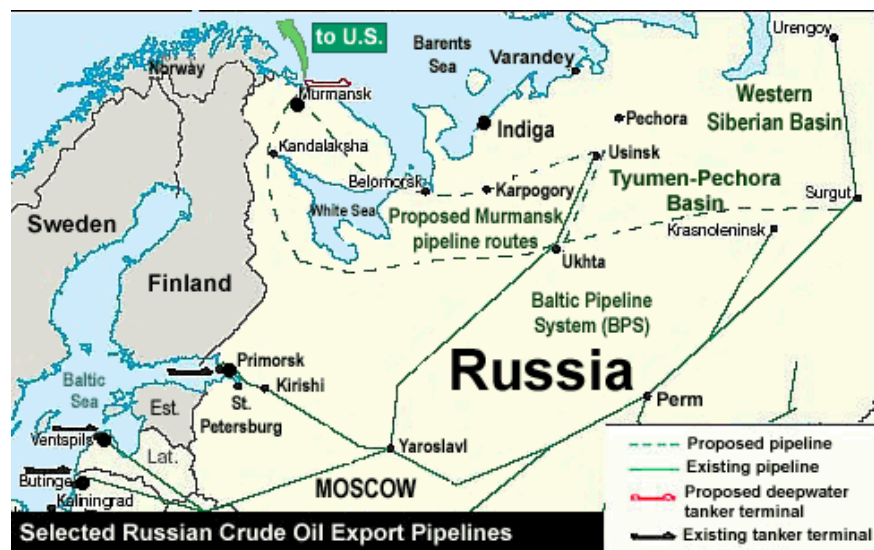 to U.S.
Barents
Sea
Varandey
Urengoy
Norway
Murmansk
Western
Siberian Basin
Indiga
Pechora
Kandalaksha
Usinsk
Belomorsk
Karpogory
Tyumen-Pechora
Basin
Surgut
White Sea
Proposed Murmansk
pipeline routes
Krasnoleninsk
Sweden
Ukhta
Finland
Baltic Pipeline
System (BPS)
Russia
Primorsk
Baltic
Sea
Kirishi
Est.
St.
Petersburg
Perm
Ventspils
Lat.
Yaroslavl
Butinge
MOSCOW
Kaliningrad
Proposed pipeline
Existing pipeline
Proposed deepwater
tanker terminal
Existing tanker terminal
Selected Russian Crude Oil Export Pipelines